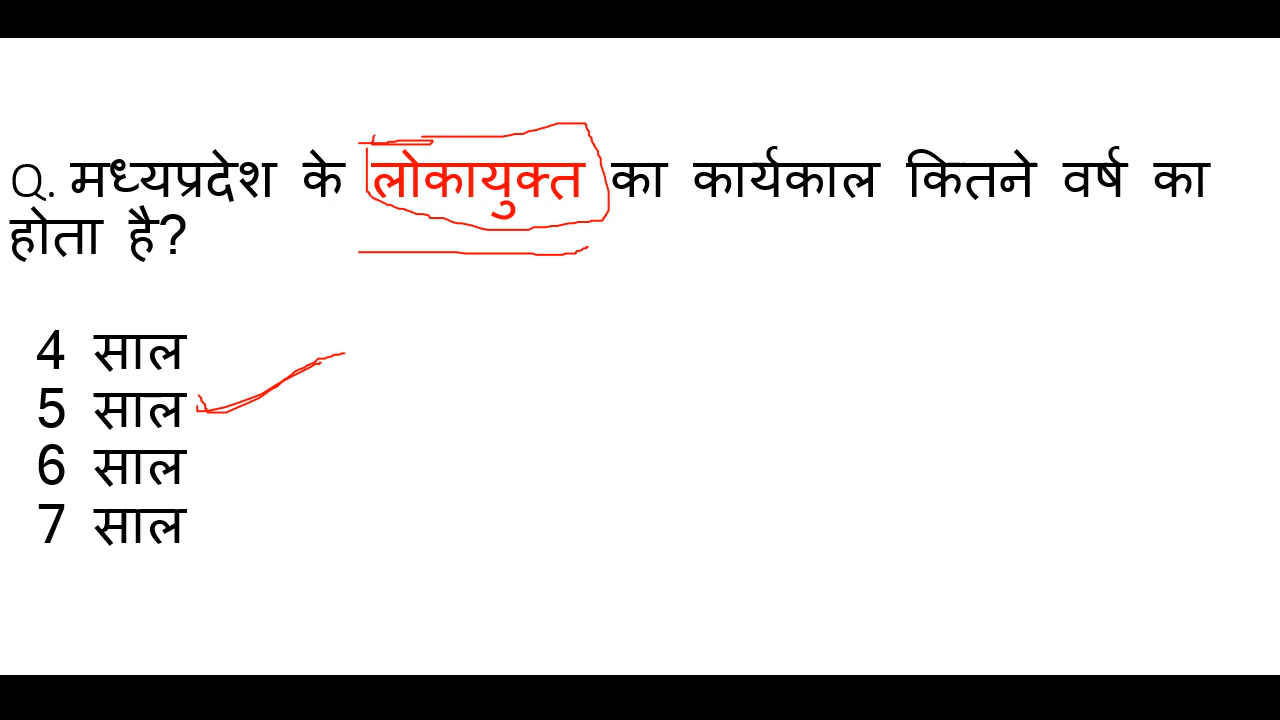 Q. मध्यप्रदेश के लोकायुक्त का कार्यकाल कितने वर्ष का
होता है?
4 साल
5 साल
6 साल
7 साल